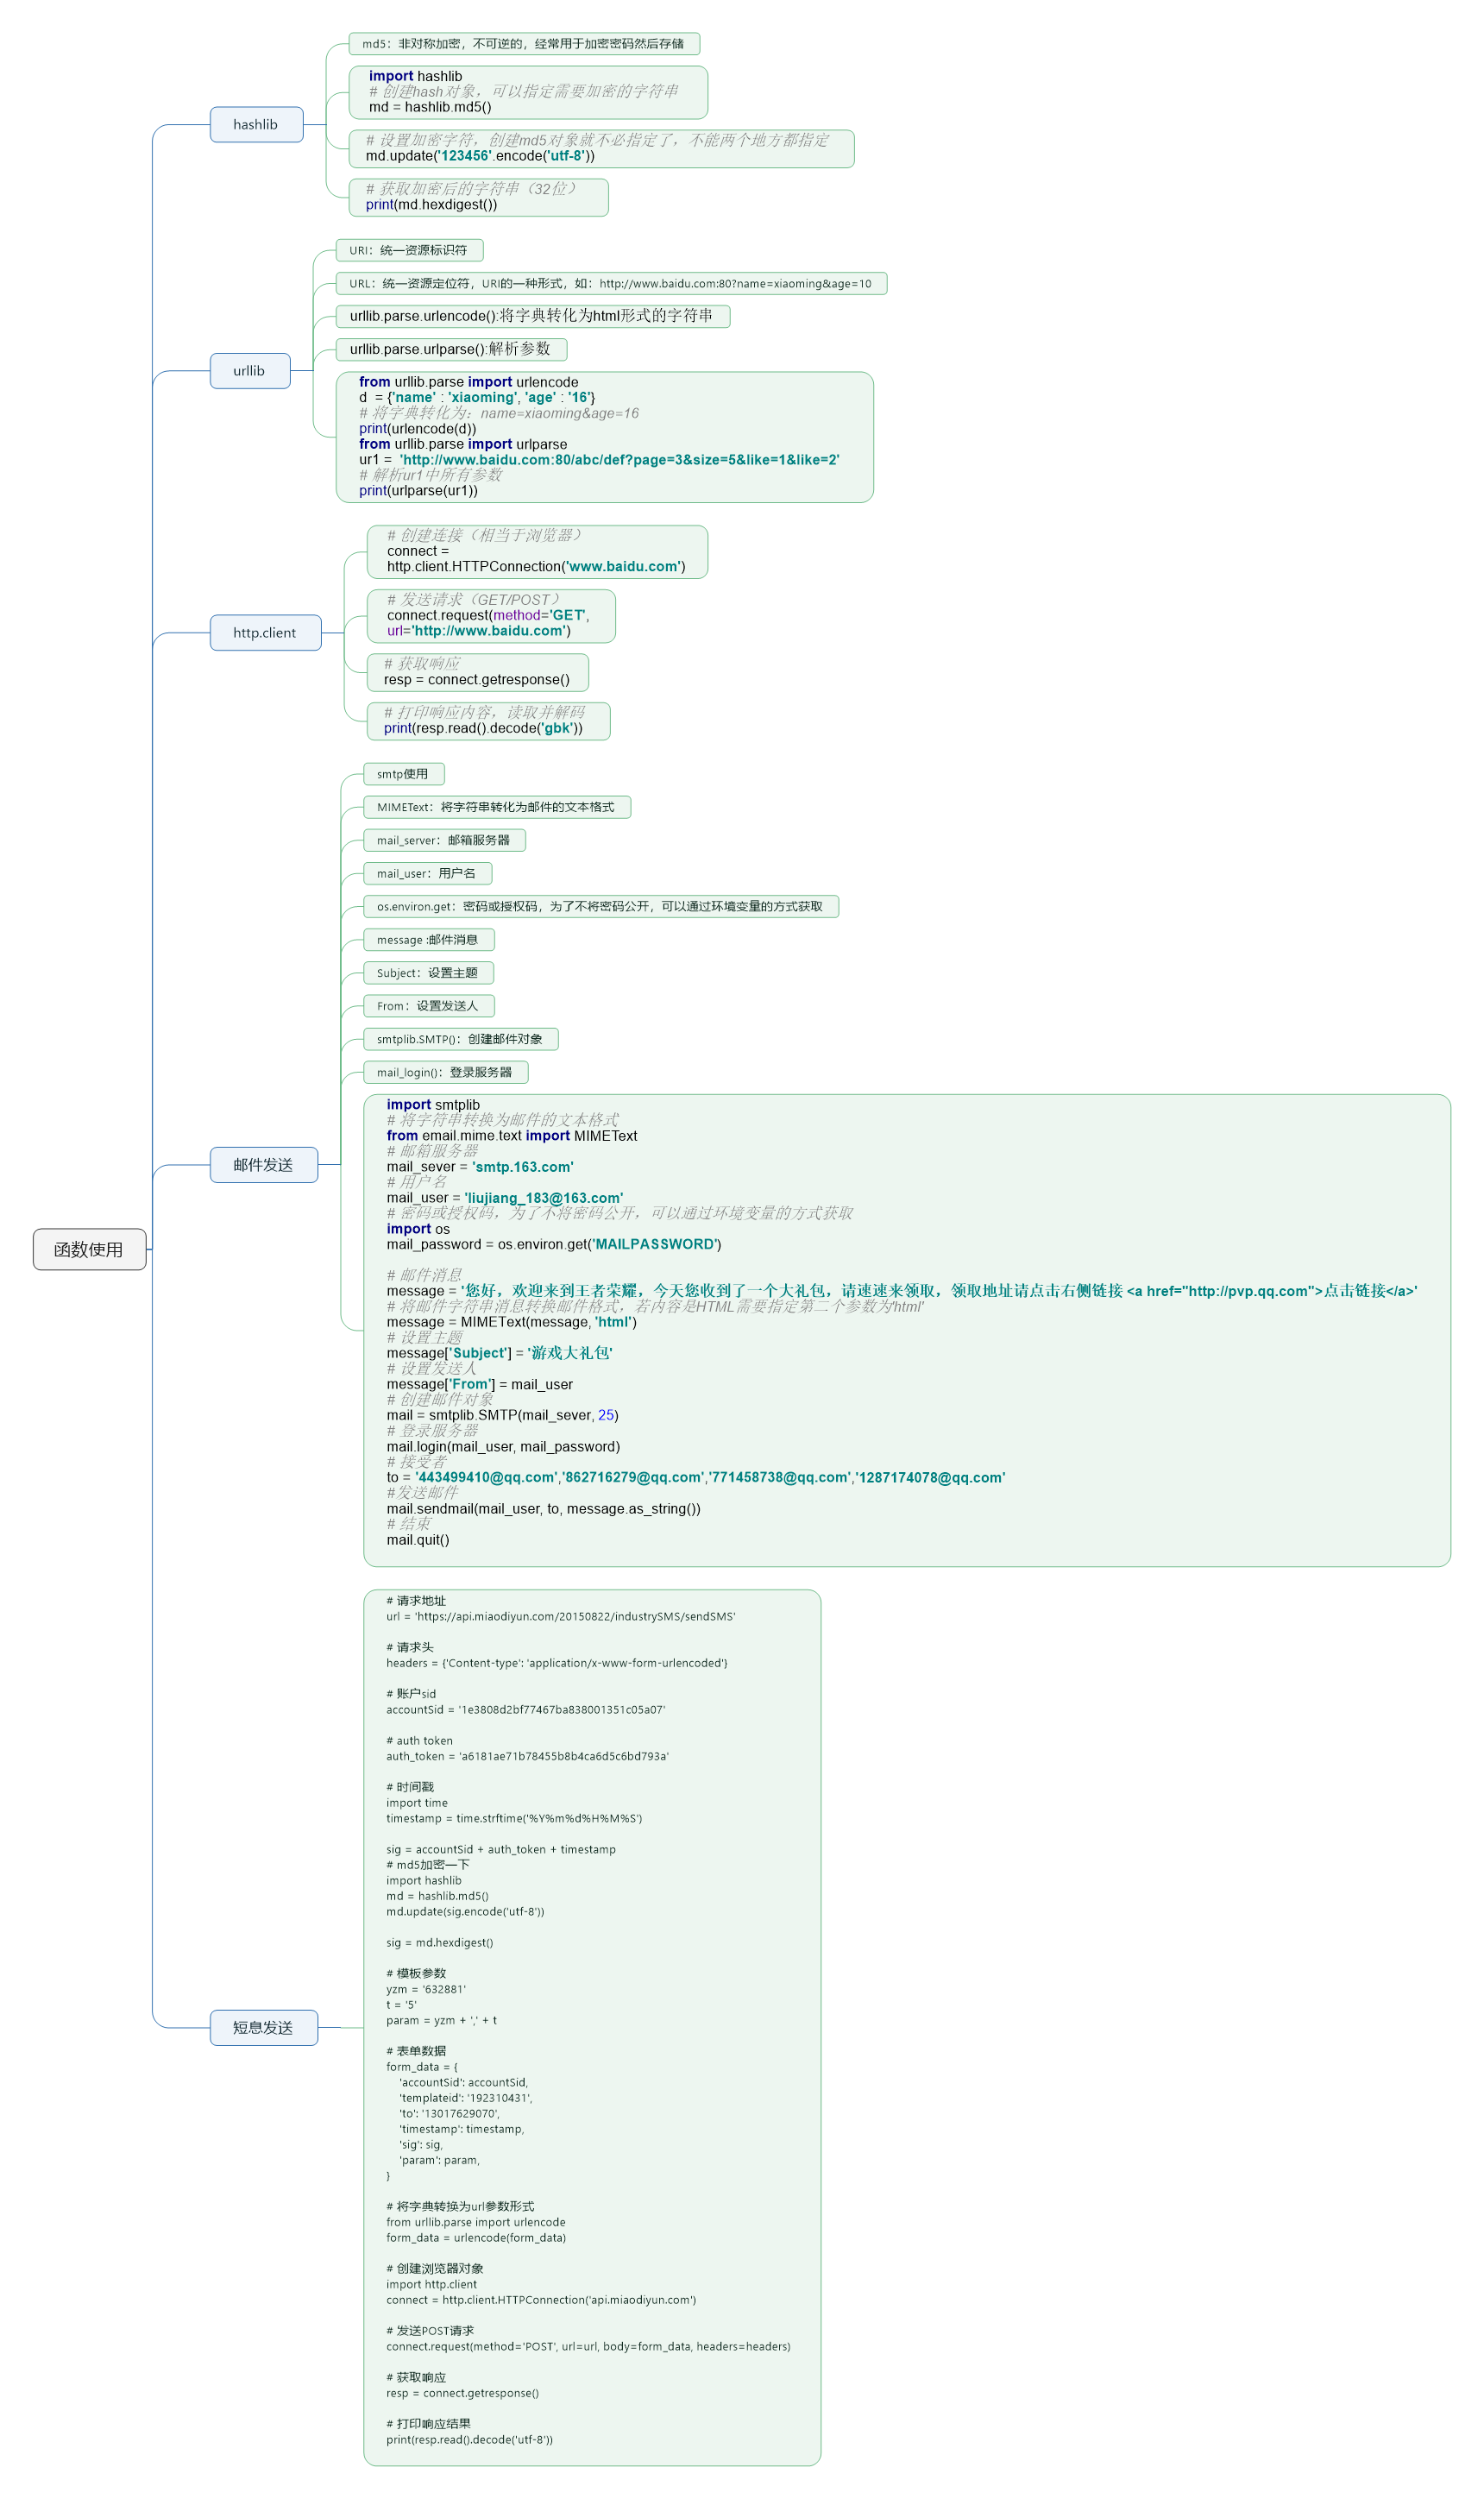 函数使用
hashlib
md5：非对称加密，不可逆的，经常用于加密密码然后存储
import hashlib
# 创建hash对象，可以指定需要加密的字符串
md = hashlib.md5()
# 设置加密字符，创建md5对象就不必指定了，不能两个地方都指定
md.update('123456'.encode('utf-8'))
# 获取加密后的字符串（32位）
print(md.hexdigest())
urllib
URI：统一资源标识符
URL：统一资源定位符，URI的一种形式，如：http://www.baidu.com:80?name=xiaoming&age=10
urllib.parse.urlencode():将字典转化为html形式的字符串
urllib.parse.urlparse():解析参数
from urllib.parse import urlencode
d  = {'name' : 'xiaoming', 'age' : '16'}
# 将字典转化为：name=xiaoming&age=16
print(urlencode(d))
from urllib.parse import urlparse
ur1 =  'http://www.baidu.com:80/abc/def?page=3&size=5&like=1&like=2'
# 解析ur1中所有参数
print(urlparse(ur1))
http.client
# 创建连接（相当于浏览器）
connect =
http.client.HTTPConnection('www.baidu.com')
# 发送请求（GET/POST）
connect.request(method='GET',
url='http://www.baidu.com')
# 获取响应
resp = connect.getresponse()
# 打印响应内容，读取并解码
print(resp.read().decode('gbk'))
邮件发送
smtp使用
MIMEText：将字符串转化为邮件的文本格式
mail_server：邮箱服务器
mail_user：用户名
os.environ.get：密码或授权码，为了不将密码公开，可以通过环境变量的方式获取
message :邮件消息
Subject：设置主题
From：设置发送人
smtplib.SMTP()：创建邮件对象
mail_login()：登录服务器
import smtplib
# 将字符串转换为邮件的文本格式
from email.mime.text import MIMEText
# 邮箱服务器
mail_sever = 'smtp.163.com'
# 用户名
mail_user = 'liujiang_183@163.com'
# 密码或授权码，为了不将密码公开，可以通过环境变量的方式获取
import os
mail_password = os.environ.get('MAILPASSWORD')
# 邮件消息
message = '您好，欢迎来到王者荣耀，今天您收到了一个大礼包，请速速来领取，领取地址请点击右侧链接 <a href="http://pvp.qq.com">点击链接</a>'
# 将邮件字符串消息转换邮件格式，若内容是HTML需要指定第二个参数为'html'
message = MIMEText(message, 'html')
# 设置主题
message['Subject'] = '游戏大礼包'
# 设置发送人
message['From'] = mail_user
# 创建邮件对象
mail = smtplib.SMTP(mail_sever, 25)
# 登录服务器
mail.login(mail_user, mail_password)
# 接受者
to = '443499410@qq.com','862716279@qq.com','771458738@qq.com','1287174078@qq.com'
#发送邮件
mail.sendmail(mail_user, to, message.as_string())
# 结束
mail.quit()
短息发送
# 请求地址
url = 'https://api.miaodiyun.com/20150822/industrySMS/sendSMS'
# 请求头
headers = {'Content-type': 'application/x-www-form-urlencoded'}
# 账户sid
accountSid = '1e3808d2bf77467ba838001351c05a07'
# auth token
auth_token = 'a6181ae71b78455b8b4ca6d5c6bd793a'
# 时间戳
import time
timestamp = time.strftime('%Y%m%d%H%M%S')
sig = accountSid + auth_token + timestamp
# md5加密一下
import hashlib
md = hashlib.md5()
md.update(sig.encode('utf-8'))
sig = md.hexdigest()
# 模板参数
yzm = '632881'
t = '5'
param = yzm + ',' + t
# 表单数据
form_data = {
'accountSid': accountSid,
'templateid': '192310431',
'to': '13017629070',
'timestamp': timestamp,
'sig': sig,
'param': param,
}
# 将字典转换为url参数形式
from urllib.parse import urlencode
form_data = urlencode(form_data)
# 创建浏览器对象
import http.client
connect = http.client.HTTPConnection('api.miaodiyun.com')
# 发送POST请求
connect.request(method='POST', url=url, body=form_data, headers=headers)
# 获取响应
resp = connect.getresponse()
# 打印响应结果
print(resp.read().decode('utf-8'))